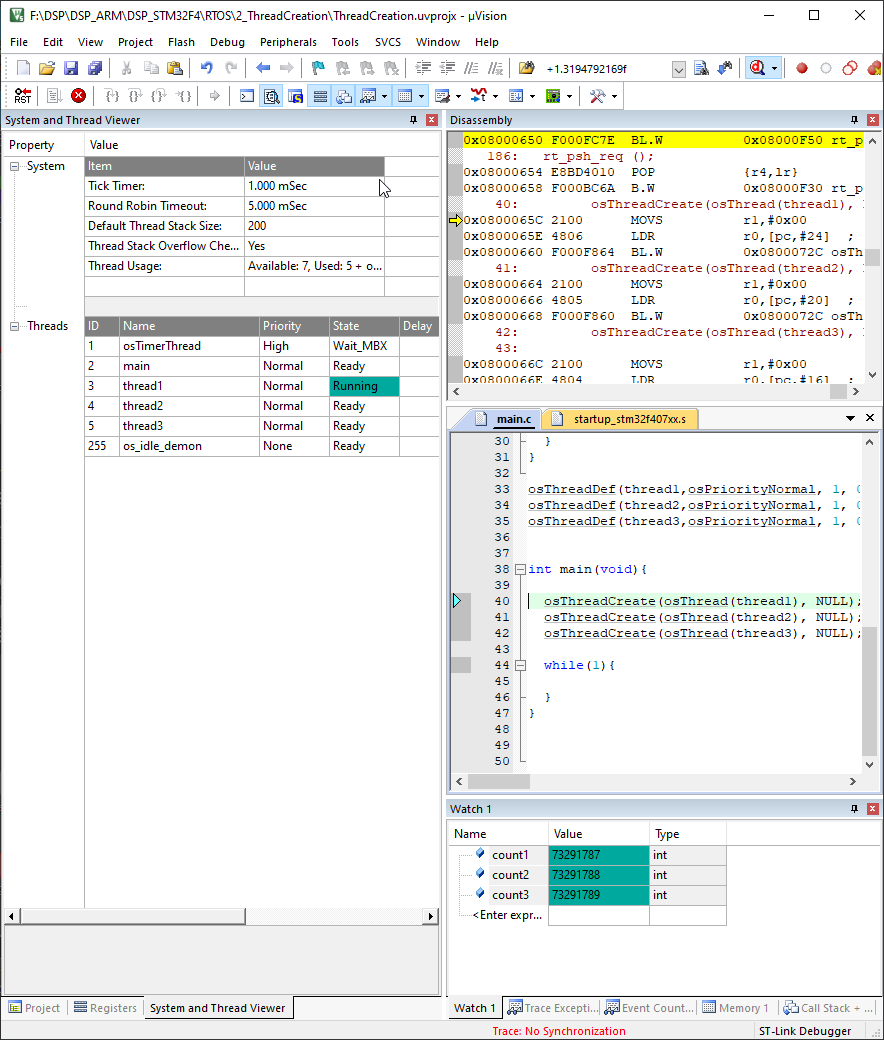 F:\DSP\DSP_ARM\DSP_STM32F4\RTOS\2_ThreadCreation\ThreadCreation.uvprojx - µVision
File Edit View Project Flash Debug Peripherals Tools SVCS Window Help
+1.3194792169f
RST
System and Thread Viewer
Property Value
System
Item Value
Tick Timer: 1.000 mSec
Round Robin Timeout: 5.000 mSec
Default Thread Stack Size: 200
Thread Stack Overflow Che... Yes
Thread Usage: Available: 7, Used: 5 + o...
Threads
ID Name Priority State Delay
1 osTimerThread High Wait_MBX
2 main Normal Ready
3 thread1 Normal Running
4 thread2 Normal Ready
5 thread3 Normal Ready
255 os_idle_demon None Ready
Project Registers System and Thread Viewer
Disassembly
0x08000650 F000FC7E BL.W 0x08000F50 rt_p
186: rt_psh_req ();
0x08000654 E8BD4010 POP {r4,lr}
0x08000658 F000BC6A B.W 0x08000F30 rt_p
40: osThreadCreate(osThread(thread1), 
0x0800065C 2100 MOVS r1,#0x00
0x0800065E 4806 LDR r0,[pc,#24] ;
0x08000660 F000F864 BL.W 0x0800072C osTh
41: osThreadCreate(osThread(thread2), 
0x08000664 2100 MOVS r1,#0x00
0x08000666 4805 LDR r0,[pc,#20] ;
0x08000668 F000F860 BL.W 0x0800072C osTh
42: osThreadCreate(osThread(thread3), 
43:
0x0800066C 2100 MOVS r1,#0x00
0x0800066E 4804 LDR r0,[pc,#16] ;
main.c startup_stm32f407xx.s
30 }
31 }
32
33 osThreadDef(thread1,osPriorityNormal, 1, 0
34 osThreadDef(thread2,osPriorityNormal, 1, 0
35 osThreadDef(thread3,osPriorityNormal, 1, 0
36
37
38 int main(void){
39
40 osThreadCreate(osThread(thread1), NULL);
41 osThreadCreate(osThread(thread2), NULL);
42 osThreadCreate(osThread(thread3), NULL);
43
44 while(1){
45
46 }
47 }
48
49
50
Watch 1
Name Value Type
count1 73291787 int
count2 73291788 int
count3 73291789 int
<Enter expr...
Watch 1 Trace Excepti... Event Count... Memory 1 Call Stack + ...
Trace: No Synchronization ST-Link Debugger